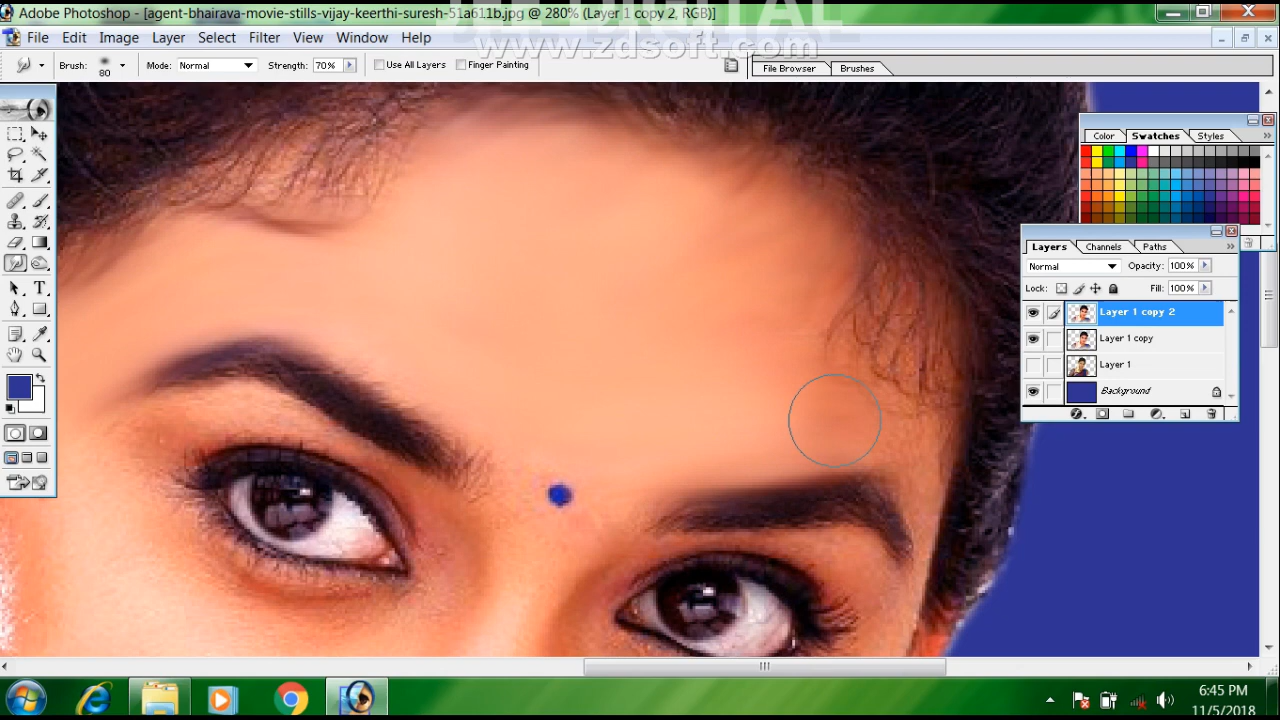 Adobe Photoshop - [agent-bhairava-movie-stills-vijay-keerthi-suresh-51a611b.jpg @ 280% (Layer 1 copy 2, RGB)]
DIGITAL
File Edit Image Layer Select Filter View Window Help
www.zdsoft.com
Brush: 80 Mode: Normal Strength: 70% Use All Layers Finger Painting File Browser Brushes
Color Swatches Styles
Layers Channels Paths
Normal Opacity: 100%
Lock: Fill: 100%
Layer 1 copy 2
Layer 1 copy
Layer 1
Background
6:45 PM
11/5/2018